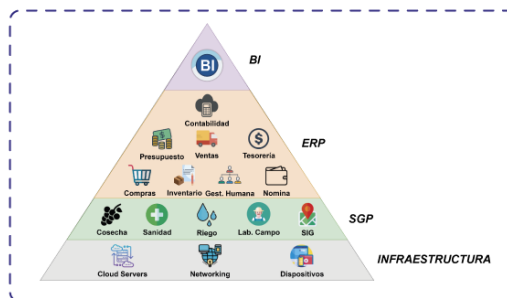 BI
BI
Contabilidad
ERP
Presupuesto Ventas Tesorería
Compras Inventario Gest. Humana Nomina
SGP
Cosecha Sanidad Riego Lab. Campo SIG
INFRAESTRUCTURA
Cloud Servers Networking Dispositivos